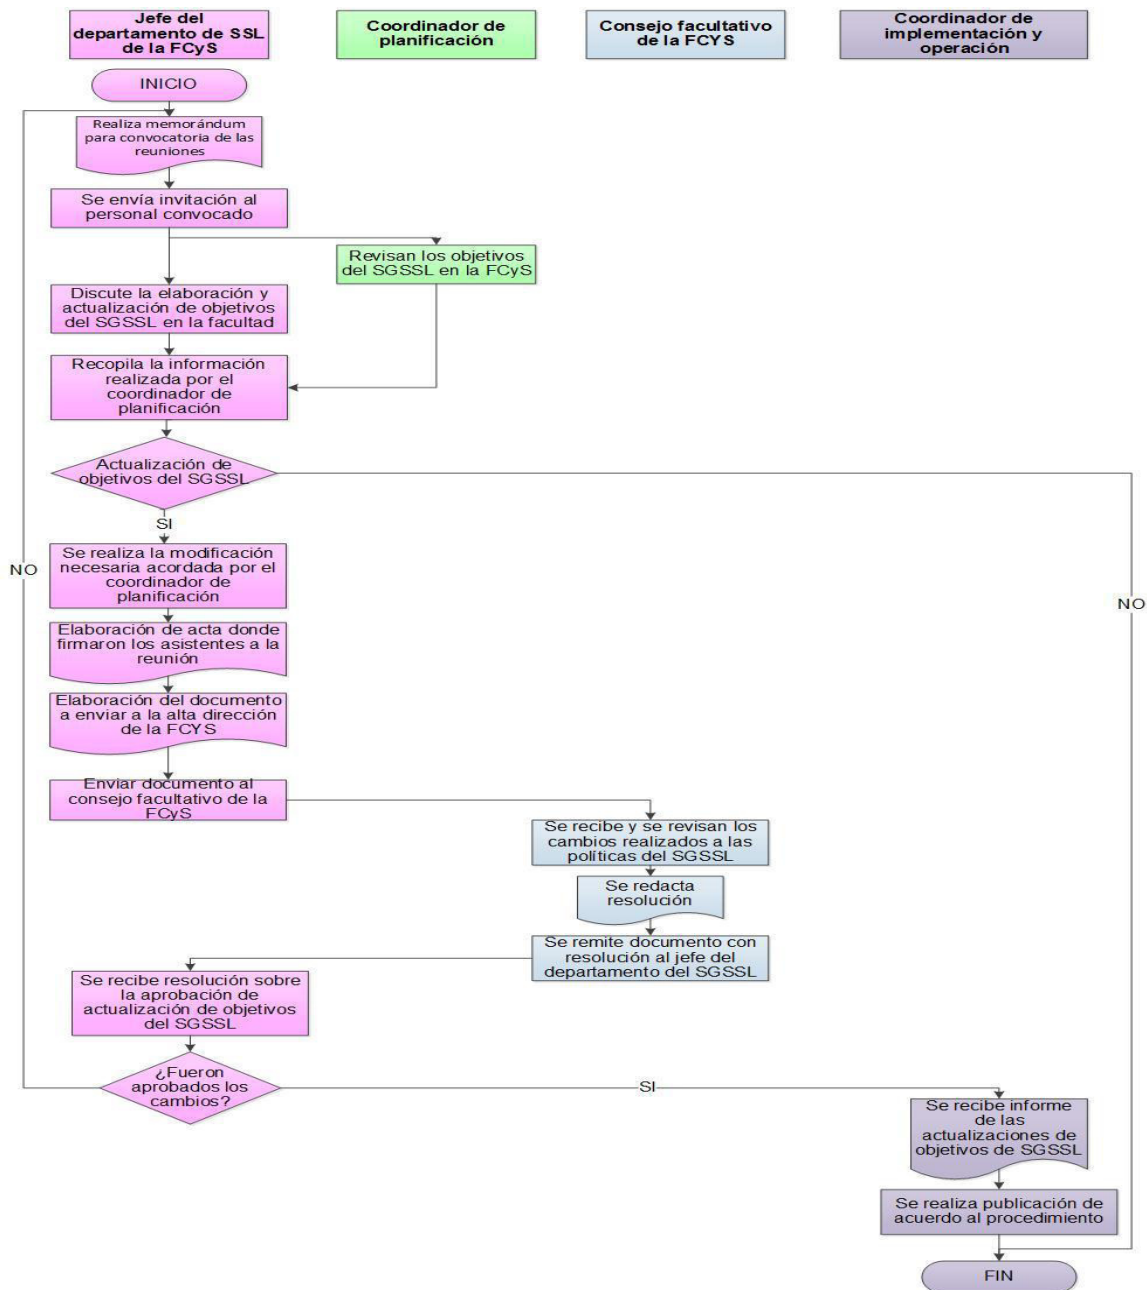 Jefe del
departamento de SSL
de la FCyS
Coordinador de
planificación
Consejo facultativo
de la FCYS
Coordinador de
implementación y
operación
INICIO
Realiza memorándum
para convocatoria de las
reuniones
Se envía invitación al
personal convocado
Revisan los objetivos
del SGSSL en la FCyS
Discute la elaboración y
actualización de objetivos
del SGSSL en la facultad
Recopila la información
realizada por el
coordinador de
planificación
Actualización de
objetivos del SGSSL
SI
NO
NO
Se realiza la modificación
necesaria acordada por el
coordinador de
planificación
Elaboración de acta donde
firmaron los asistentes a la
reunión
Elaboración del documento
a enviar a la alta dirección
de la FCYS
Enviar documento al
consejo facultativo de la
FCyS
Se recibe y se revisan los
cambios realizados a las
políticas del SGSSL
Se redacta
resolución
Se remite documento con
resolución al jefe del
departamento del SGSSL
Se recibe resolución sobre
la aprobación de
actualización de objetivos
del SGSSL
¿Fueron
aprobados los
cambios?
SI
Se recibe informe
de las
actualizaciones de
objetivos de SGSSL
Se realiza publicación de
acuerdo al procedimiento
FIN